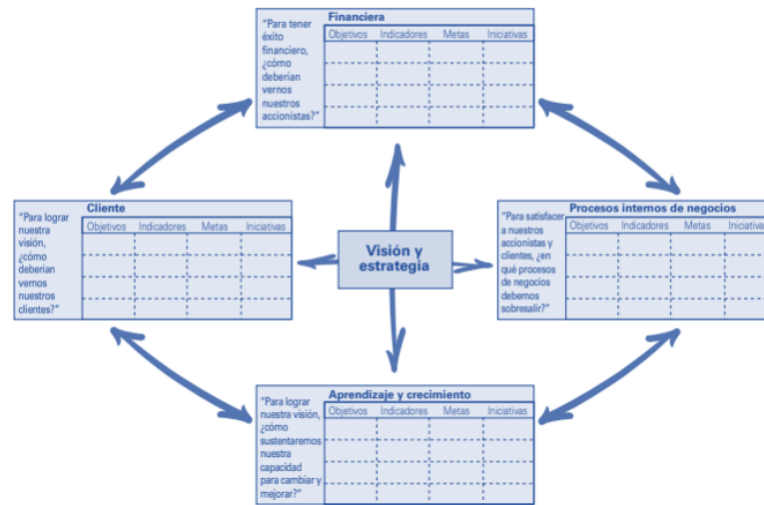 Financiera
"Para tener
éxito
financiero,
¿cómo
deberían
vernos
nuestros
accionistas?"
Objetivos Indicadores Metas Iniciativas
Cliente
"Para lograr
nuestra
visión,
¿cómo
deberían
vernos
nuestros
clientes?"
Objetivos Indicadores Metas Iniciativas
Visión y
estrategia
Procesos internos de negocios
"Para satisfacer
a nuestros
accionistas y
clientes, ¿en
qué procesos
de negocios
debemos
sobresalir?"
Objetivos Indicadores Metas Iniciativas
Aprendizaje y crecimiento
"Para lograr
nuestra visión,
¿cómo
sustentaremos
nuestra
capacidad
para cambiar y
mejorar?"
Objetivos Indicadores Metas Iniciativas